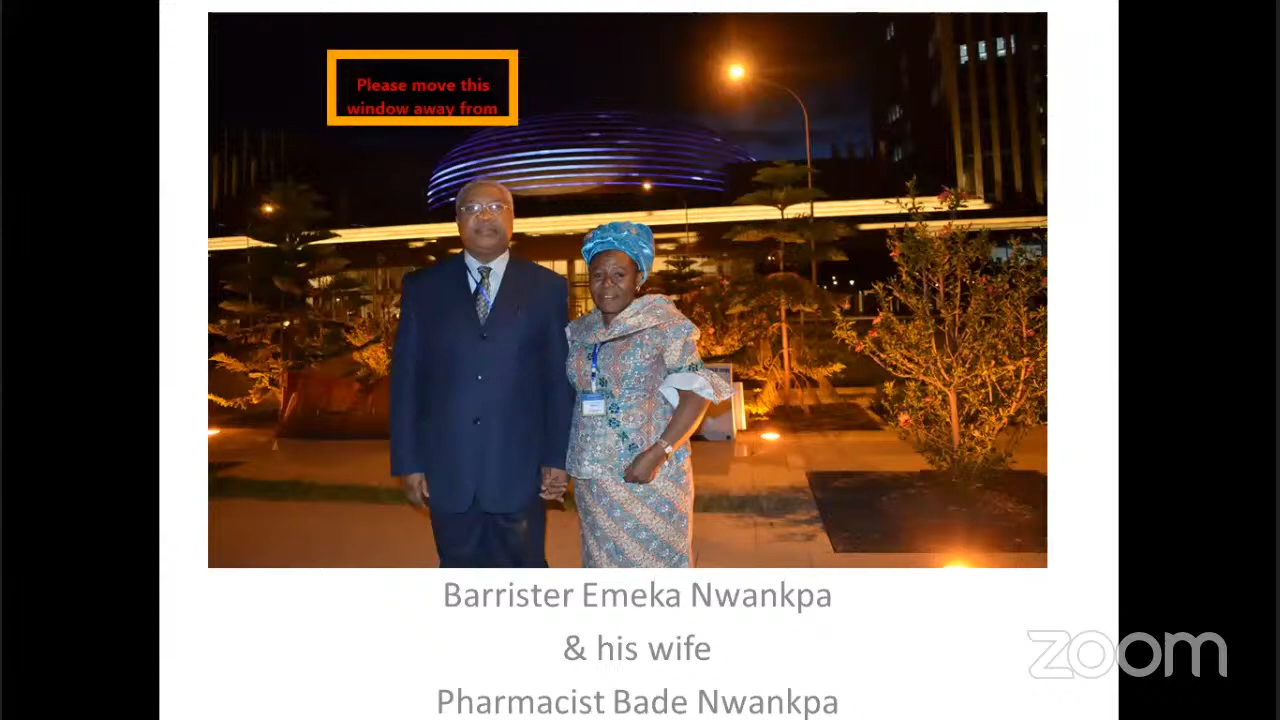 Please move this
window away from
Barrister Emeka Nwankpa
& his wife
Pharmacist Bade Nwankpa
zoom